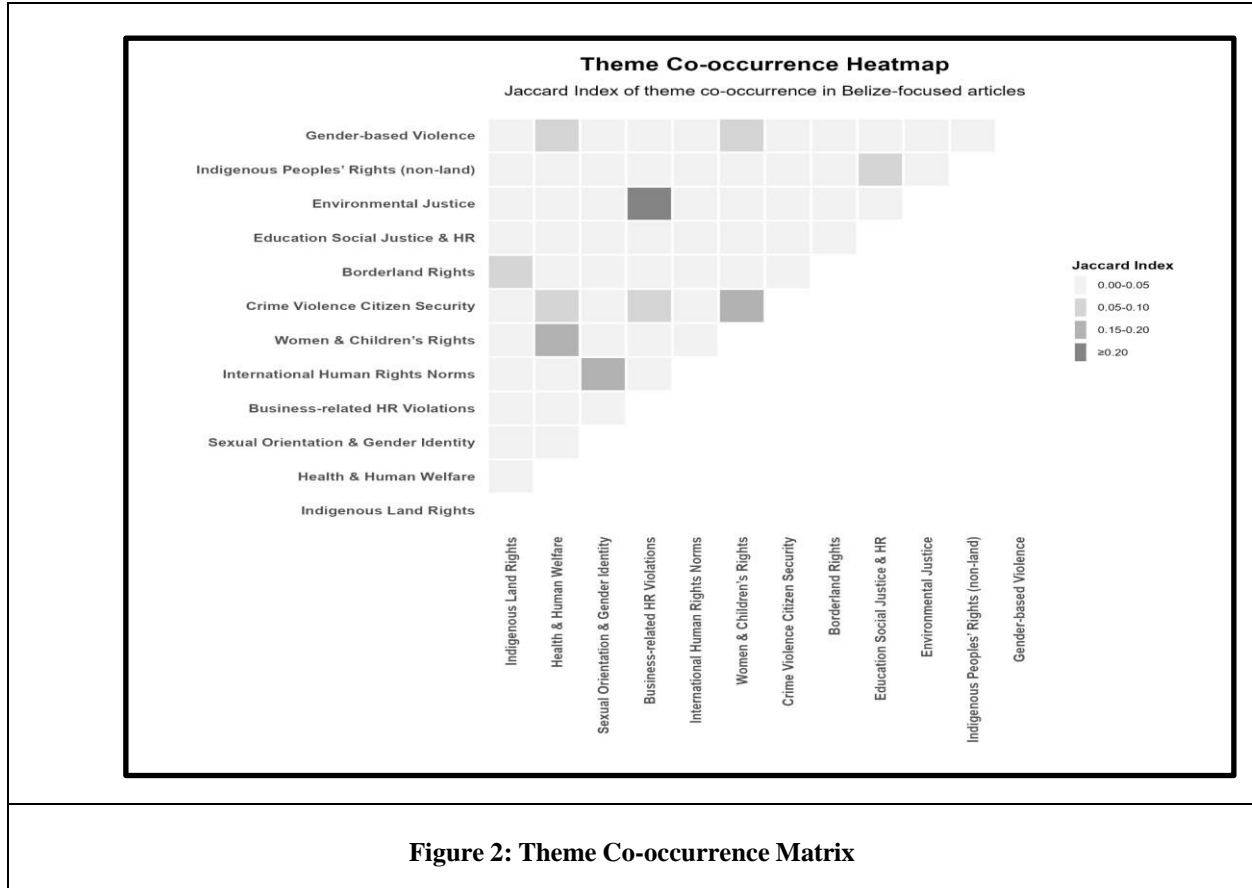 Theme Co-occurrence Heatmap
Jaccard Index of theme co-occurrence in Belize-focused articles
Gender-based Violence
Indigenous Peoples' Rights (non-land)
Environmental Justice
Education Social Justice & HR
Borderland Rights
Crime Violence Citizen Security
Women & Children's Rights
International Human Rights Norms
Business-related HR Violations
Sexual Orientation & Gender Identity
Health & Human Welfare
Indigenous Land Rights
Jaccard Index
0.00-0.05
0.05-0.10
0.15-0.20
≥0.20
Indigenous Land Rights
Health & Human Welfare
Sexual Orientation & Gender Identity
Business-related HR Violations
International Human Rights Norms
Women & Children's Rights
Crime Violence Citizen Security
Borderland Rights
Education Social Justice & HR
Environmental Justice
Indigenous Peoples' Rights (non-land)
Gender-based Violence
Figure 2: Theme Co-occurrence Matrix